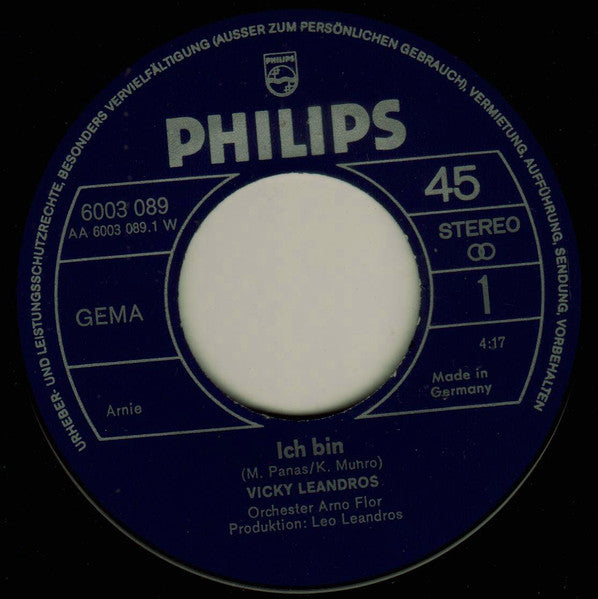 URHEBER- UND LEISTUNGSSCHUTZRECHTE, BESONDERS VERVIELFÄLTIGUNG (AUSSER ZUM PERSÖNLICHEN GEBRAUCH), VERMIETUNG, AUFFÜHRUNG, SENDUNG, VORBEHALTEN
PHILIPS
PHILIPS
6003 089
AA 6003 089.1 W
GEMA
Arnie
45
STEREO
1
4:17
Made in
Germany
Ich bin
(M. Panas/K. Munro)
VICKY LEANDROS
Orchester Arno Flor
Produktion: Leo Leandros